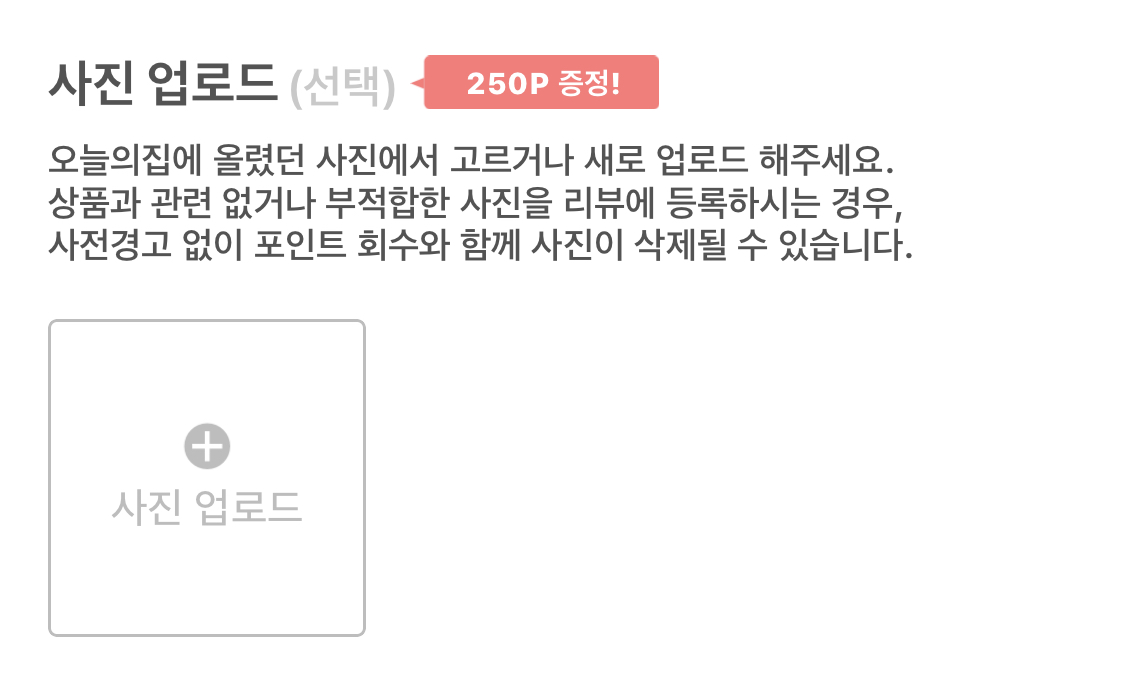 사진 업로드 (선택) 250P 증정!
오늘의집에 올렸던 사진에서 고르거나 새로 업로드 해주세요.
상품과 관련 없거나 부적합한 사진을 리뷰에 등록하시는 경우,
사전경고 없이 포인트 회수와 함께 사진이 삭제될 수 있습니다.
사진 업로드